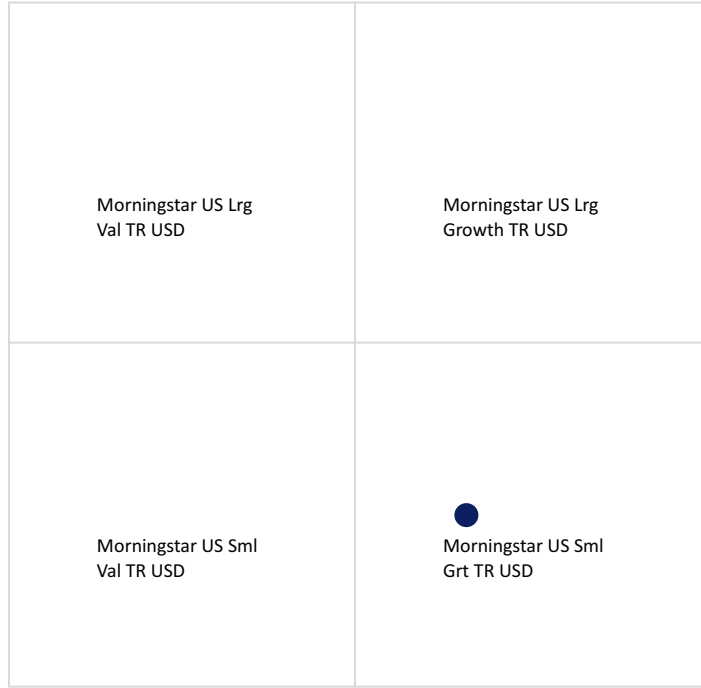 Morningstar US Lrg
Val TR USD
Morningstar US Lrg
Growth TR USD
Morningstar US Sml
Val TR USD
Morningstar US Sml
Grt TR USD